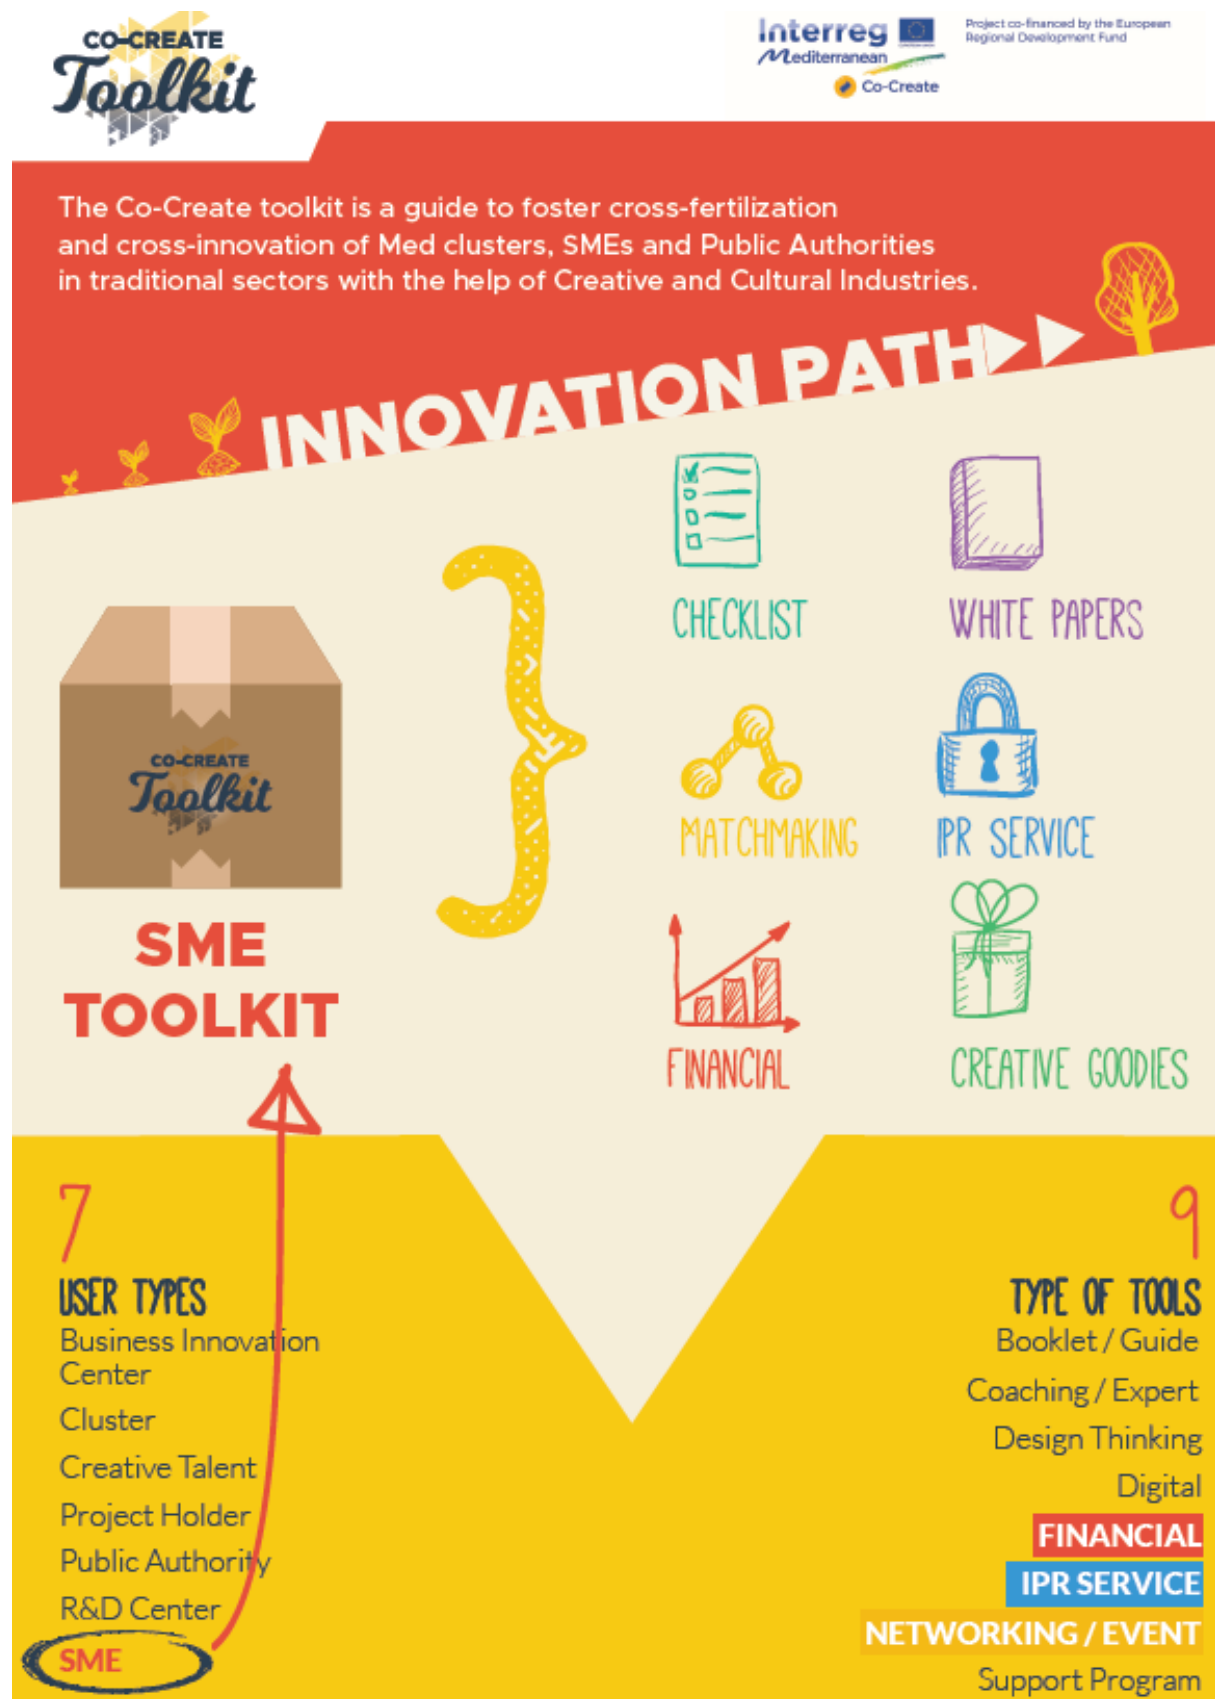 CO-CREATE
Toolkit
Interreg
Mediterranean
Co-Create
Project co-financed by the European
Regional Development Fund
The Co-Create toolkit is a guide to foster cross-fertilization
and cross-innovation of Med clusters, SMEs and Public Authorities
in traditional sectors with the help of Creative and Cultural Industries.
INNOVATION PATH
CHECKLIST
WHITE PAPERS
CO-CREATE
Toolkit
MATCHMAKING
IPR SERVICE
SME
TOOLKIT
FINANCIAL
CREATIVE GOODIES
7
USER TYPES
Business Innovation
Center
Cluster
Creative Talent
Project Holder
Public Authority
R&D Center
SME
9
TYPE OF TOOLS
Booklet / Guide
Coaching / Expert
Design Thinking
Digital
FINANCIAL
IPR SERVICE
NETWORKING / EVENT
Support Program